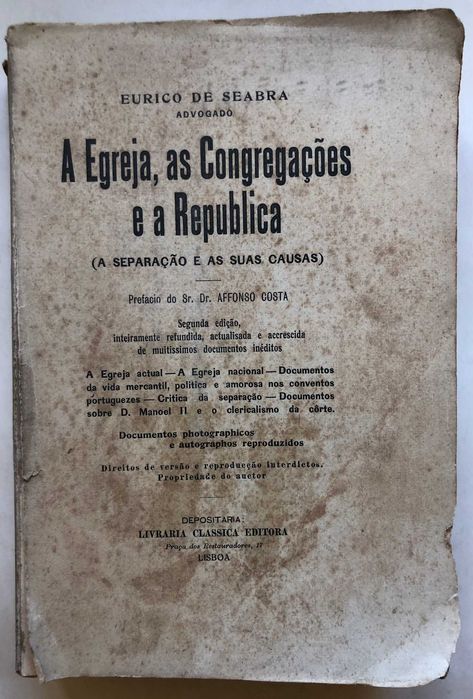 EURICO DE SEABRA
ADVOGADO
A Egreja, as Congregações
e a Republica
(A SEPARAÇÃO E AS SUAS CAUSAS)
Prefacio do Sr. Dr. AFFONSO COSTA
Segunda edição,
inteiramente refundida, actualisada e accrescida
de muitissimos documentos inéditos
A Egreja actual — A Egreja nacional — Documentos
da vida mercantil, politica e amorosa nos conventos
portuguezes — Critica da separação — Documentos
sobre D. Manoel II e o clericalismo da côrte.
Documentos photographicos
e autographos reproduzidos
Direitos de versão e reproducção interdictos.
Propriedade do auctor
DEPOSITARIA:
LIVRARIA CLASSICA EDITORA
Praça dos Restauradores, 17
LISBOA